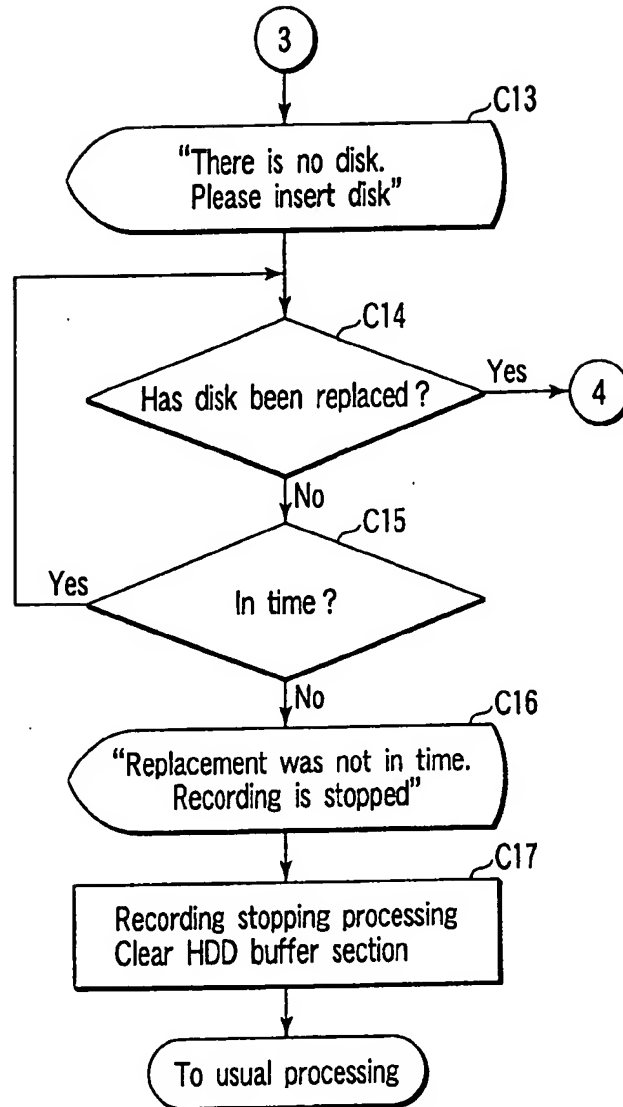 3
C13
“There is no disk.
Please insert disk”
C14
Has disk been replaced?
Yes
4
No
C15
Yes
In time?
No
C16
“Replacement was not in time.
Recording is stopped”
C17
Recording stopping processing
Clear HDD buffer section
To usual processing